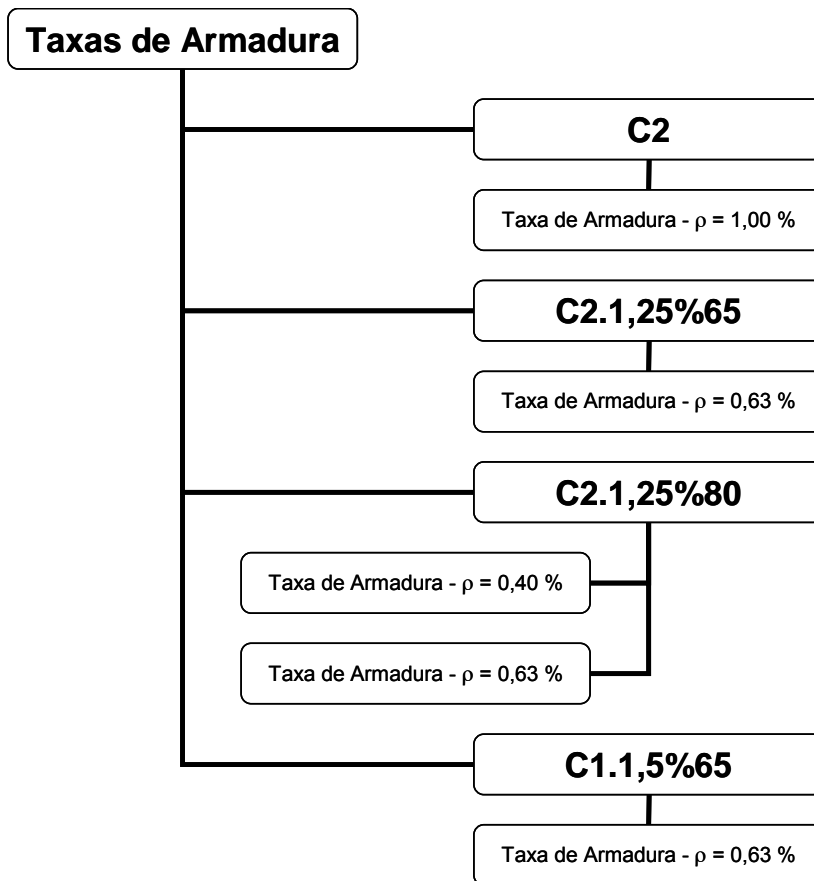 Taxas de Armadura
C2
Taxa de Armadura - ρ = 1,00 %
C2.1,25%65
Taxa de Armadura - ρ = 0,63 %
C2.1,25%80
Taxa de Armadura - ρ = 0,40 %
Taxa de Armadura - ρ = 0,63 %
C1.1,5%65
Taxa de Armadura - ρ = 0,63 %